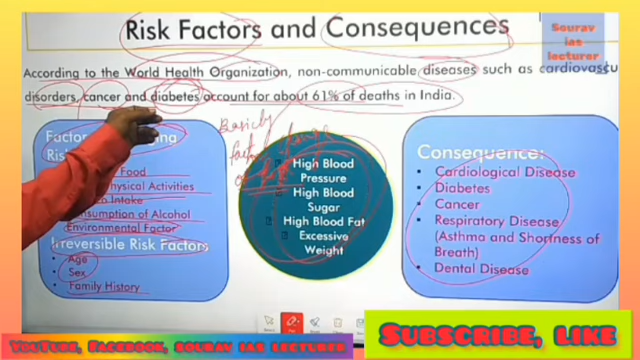 Risk Factors and Consequences
Sourav
ias
lecturer
According to the World Health Organization, non-communicable diseases such as cardiovascu
disorders, cancer and diabetes account for about 61% of deaths in India.
Factors
Risk
Food
Physical Activities
Intake
Consumption of Alcohol
Environmental Factor
Irreversible Risk Factors
• Age
• Sex
• Family History
High Blood
Pressure
High Blood
Sugar
High Blood Fat
Excessive
Weight
Consequence:
• Cardiological Disease
• Diabetes
• Cancer
• Respiratory Disease
(Asthma and Shortness of
Breath)
• Dental Disease
YouTube, Facebook, sourav ias lecturer
Subscribe, like